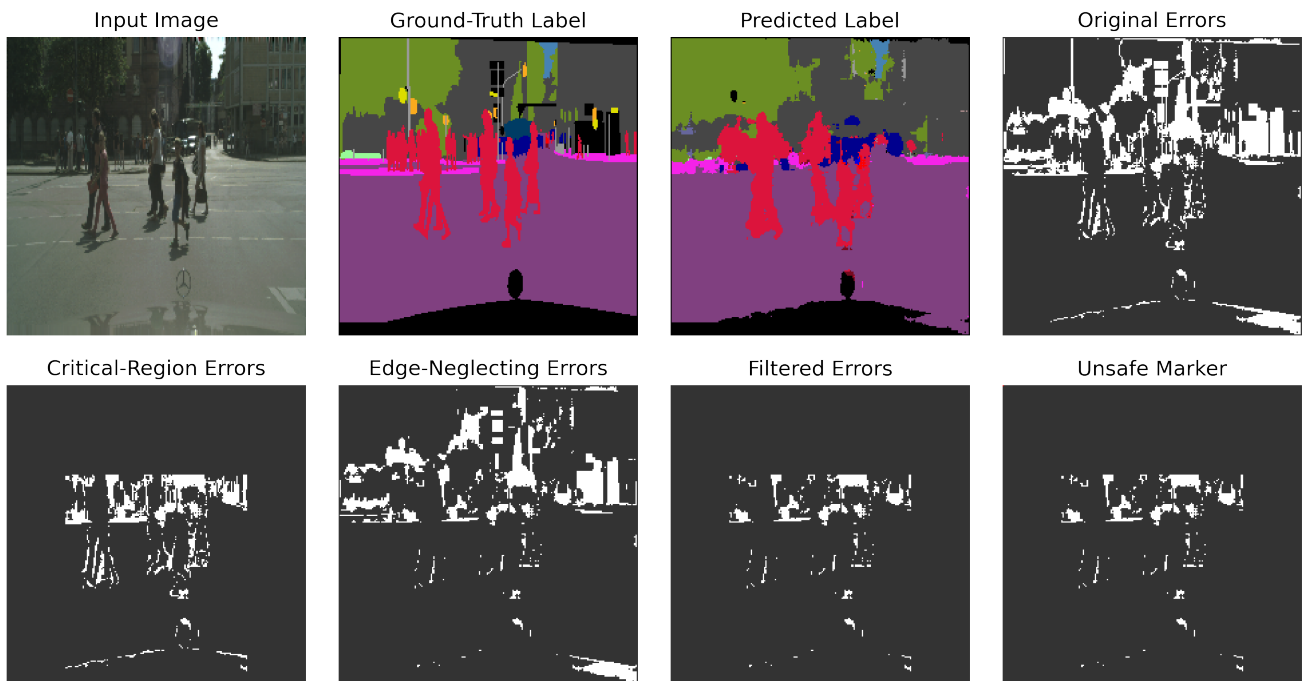 Input Image
Ground-Truth Label
Predicted Label
Original Errors
Critical-Region Errors
Edge-Neglecting Errors
Filtered Errors
Unsafe Marker